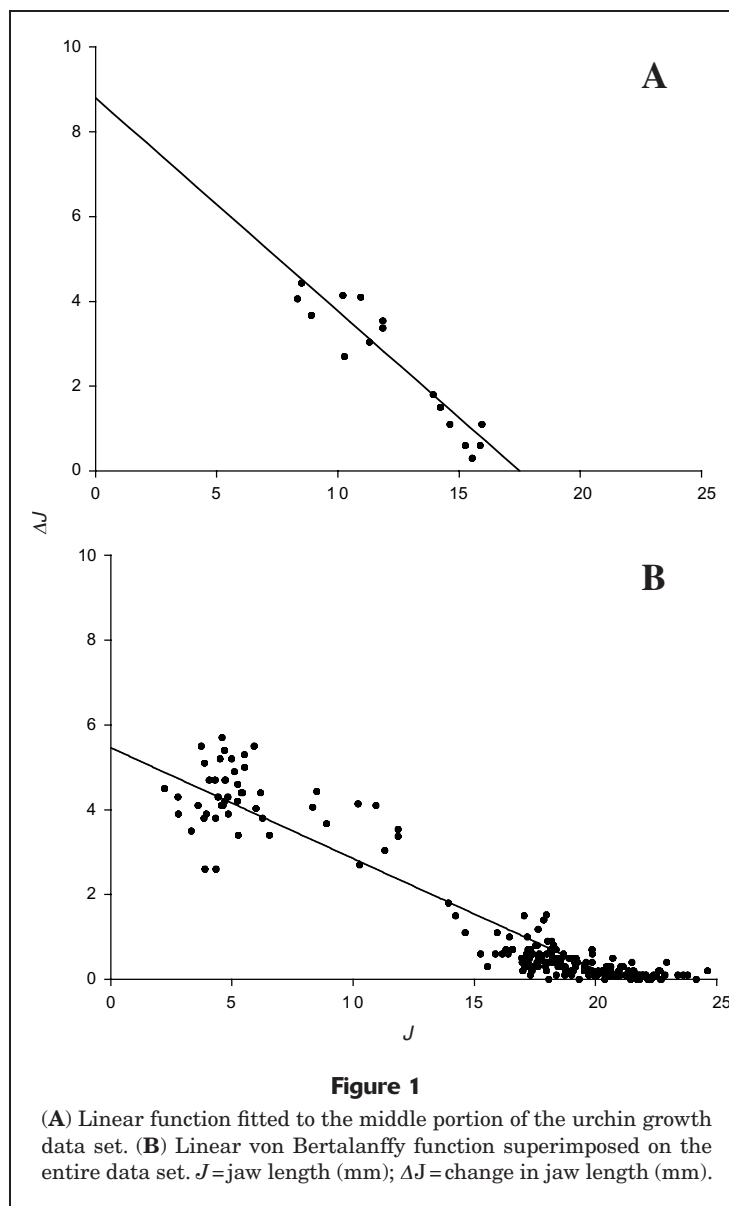 A
10
8
6
4
2
0
0 5 10 15 20 25
ΔJ
B
10
8
6
4
2
0
0 5 10 15 20 25
J
Figure 1
(A) Linear function fitted to the middle portion of the urchin growth
data set. (B) Linear von Bertalanffy function superimposed on the
entire data set. J=jaw length (mm); ΔJ=change in jaw length (mm).